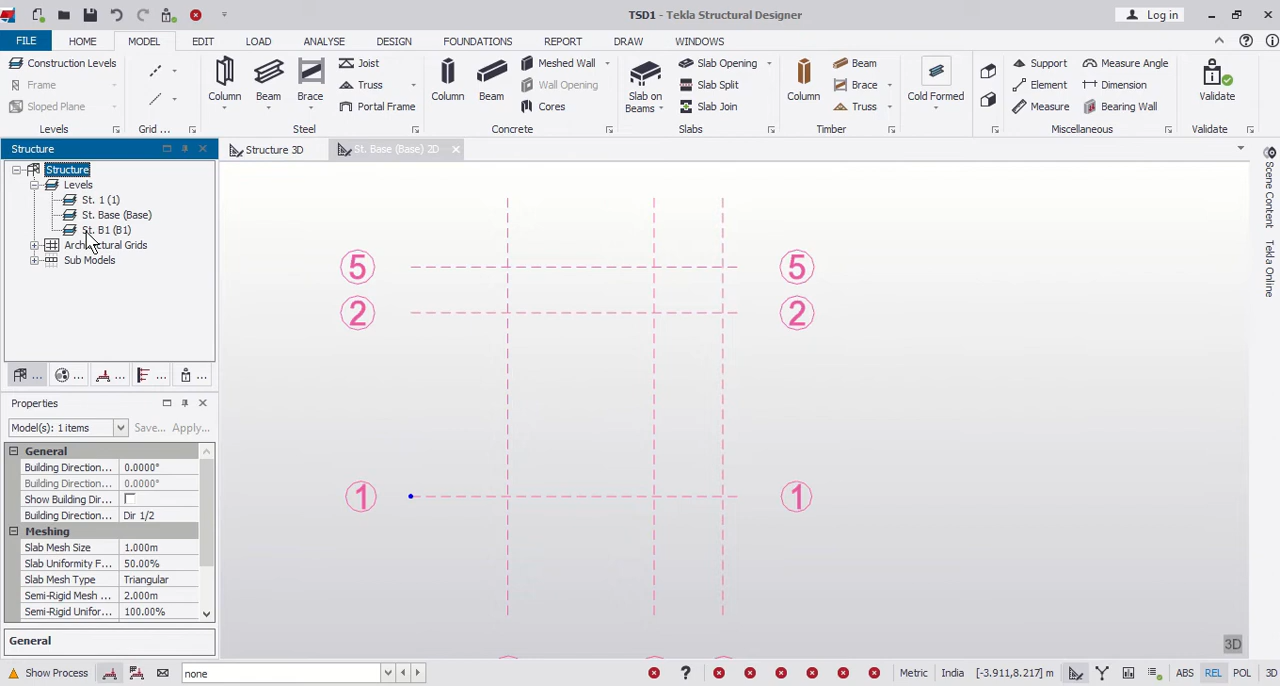 TSD1 - Tekla Structural Designer
Log in
FILE HOME MODEL EDIT LOAD ANALYSE DESIGN FOUNDATIONS REPORT DRAW WINDOWS
Construction Levels
Frame
Sloped Plane
Levels
Grid ...
Column
Beam
Brace
Joist
Truss
Portal Frame
Steel
Column
Beam
Meshed Wall
Wall Opening
Cores
Concrete
Slab on
Beams
Slab Opening
Slab Split
Slab Join
Slabs
Column
Beam
Brace
Truss
Timber
Cold Formed
Support
Element
Measure
Measure Angle
Dimension
Bearing Wall
Miscellaneous
Validate
Validate
Structure
Structure
Levels
St. 1 (1)
St. Base (Base)
St. B1 (B1)
Architectural Grids
Sub Models
Structure 3D
St. Base (Base) 2D
Scene Content
Tekla Online
5 5
2 2
1 1
3D
Properties
Model(s): 1 items Save... Apply...
General
Building Direction... 0.0000°
Building Direction... 0.0000°
Show Building Dir...
Building Direction... Dir 1/2
Meshing
Slab Mesh Size 1.000m
Slab Uniformity F... 50.00%
Slab Mesh Type Triangular
Semi-Rigid Mesh ... 2.000m
Semi-Rigid Unifor... 100.00%
General
Show Process
none
Metric India [-3.911,8.217] m ABS REL POL 3D